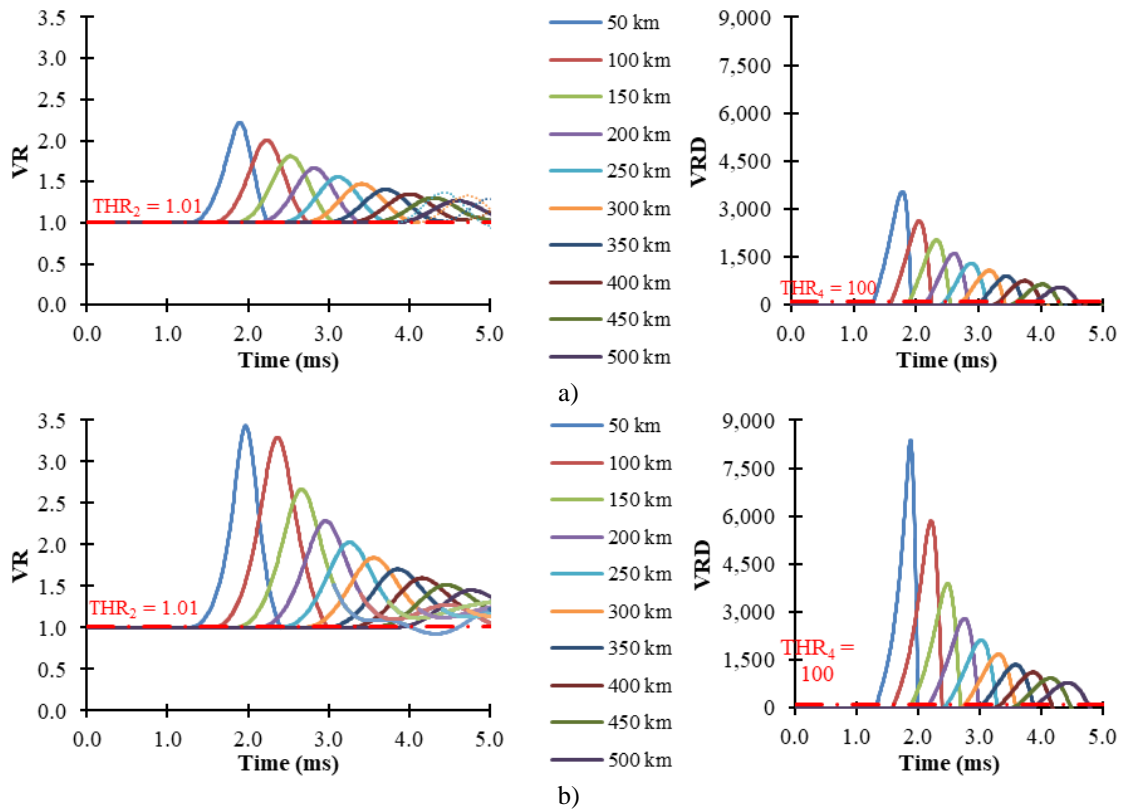 3.5
3.0
2.5
2.0
1.5
1.0
0.5
0.0
VR
THR2 = 1.01
0.0 1.0 2.0 3.0 4.0 5.0
Time (ms)
50 km
100 km
150 km
200 km
250 km
300 km
350 km
400 km
450 km
500 km
9,000
7,500
6,000
4,500
3,000
1,500
0
VRD
THR4 = 100
0.0 1.0 2.0 3.0 4.0 5.0
Time (ms)
a)
3.5
3.0
2.5
2.0
1.5
1.0
0.5
0.0
VR
THR2 = 1.01
0.0 1.0 2.0 3.0 4.0 5.0
Time (ms)
50 km
100 km
150 km
200 km
250 km
300 km
350 km
400 km
450 km
500 km
9,000
7,500
6,000
4,500
3,000
1,500
0
VRD
THR4 =
100
0.0 1.0 2.0 3.0 4.0 5.0
Time (ms)
b)